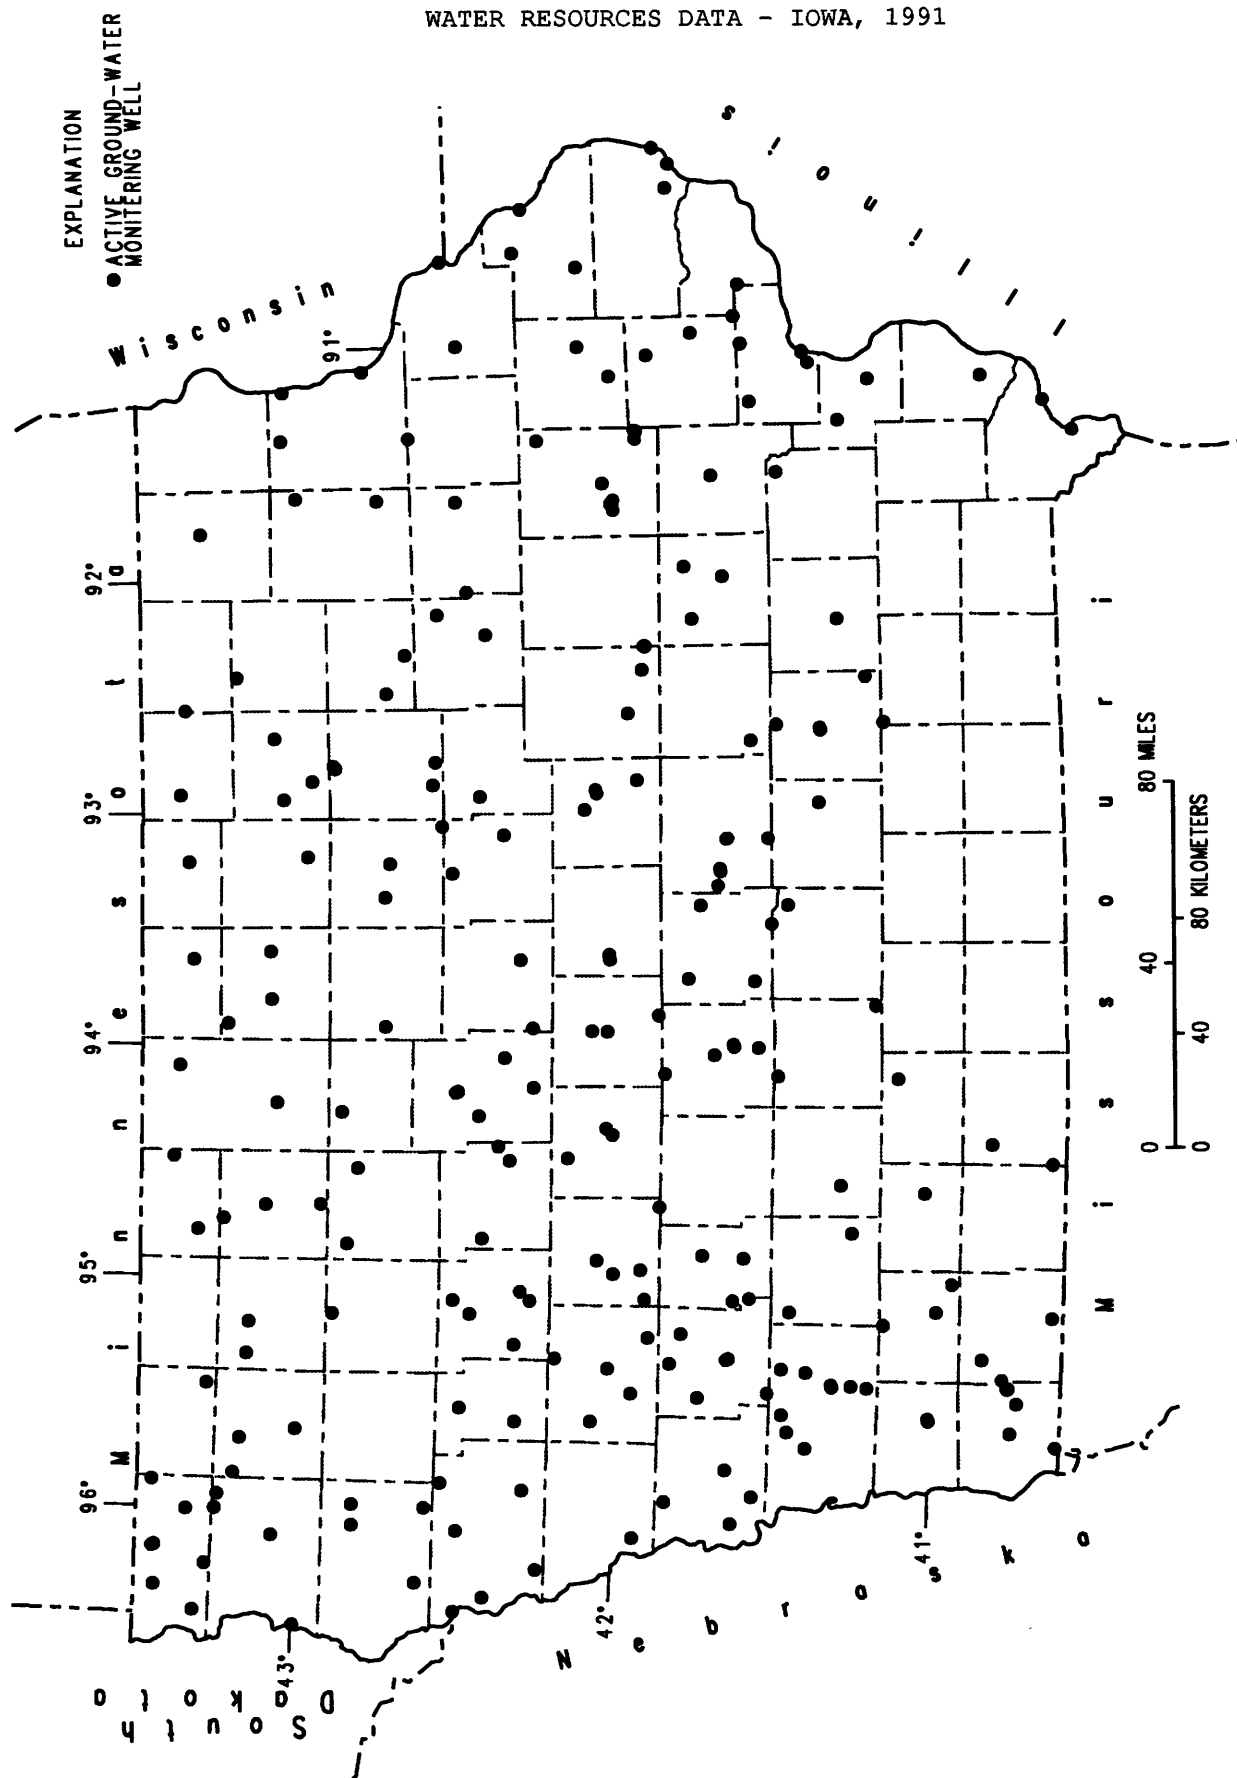 WATER RESOURCES DATA - IOWA, 1991
EXPLANATION
ACTIVE GROUND-WATER
MONITERING WELL
Wisconsin
Illinois
Minnesota
Missouri
South
Dakota
Nebraska
91°
92°
93°
94°
95°
96°
43°
42°
41°
0 40 80 MILES
0 40 80 KILOMETERS